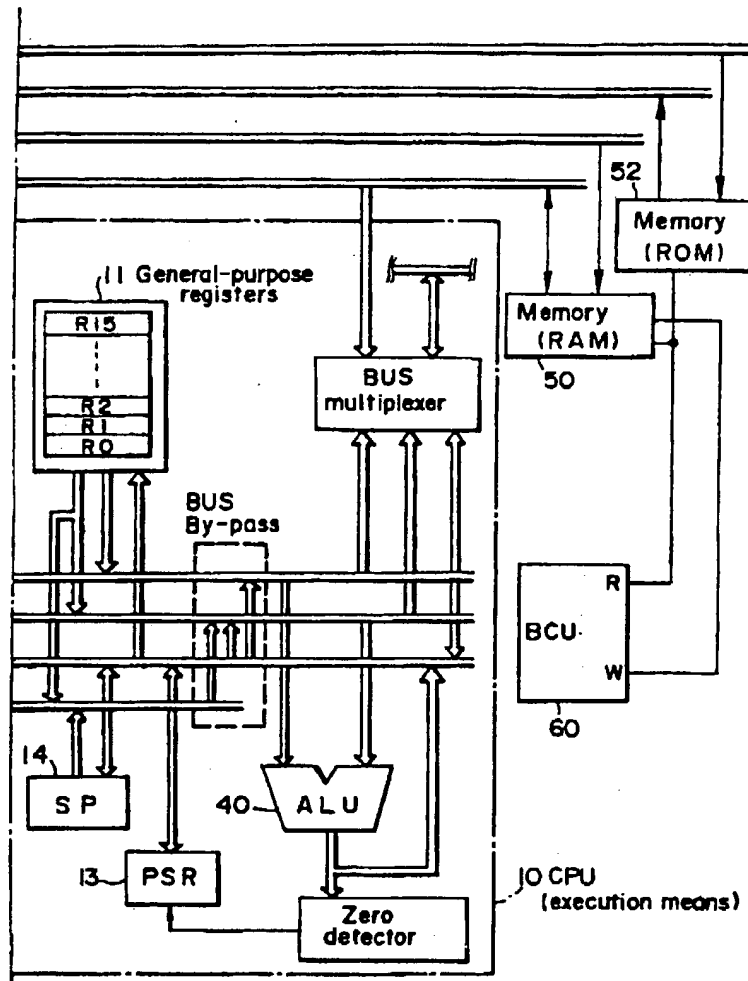 52
Memory
(ROM)
11 General-purpose
registers
R15
R2
R1
R0
BUS
multiplexer
Memory
(RAM)
50
BUS
By-pass
R
BCU
W
60
14
SP
40
ALU
13
PSR
Zero
detector
10 CPU
(execution means)